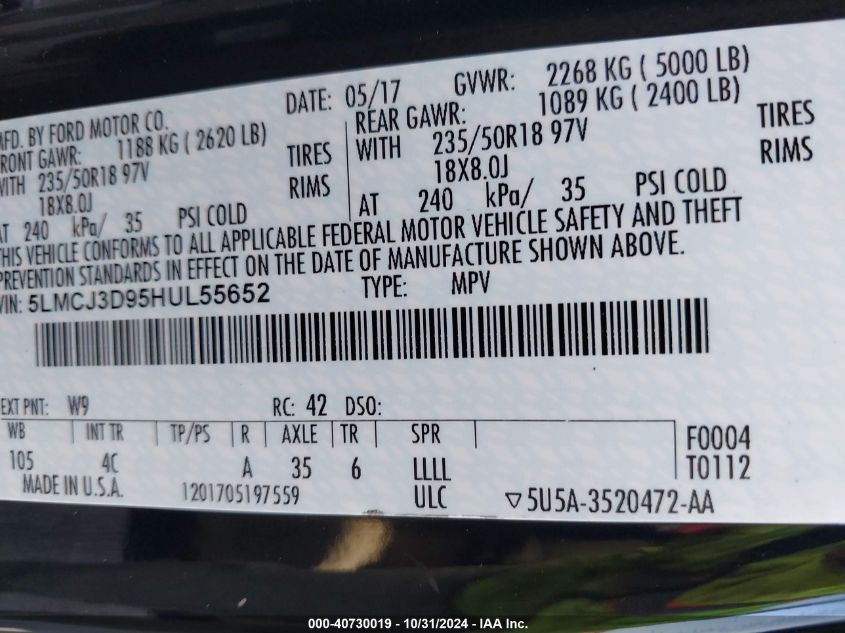 MFD. BY FORD MOTOR CO.
DATE: 05/17
GVWR: 2268 KG ( 5000 LB)
FRONT GAWR: 1188 KG ( 2620 LB)
REAR GAWR: 1089 KG ( 2400 LB)
WITH 235/50R18 97V TIRES
WITH 235/50R18 97V TIRES
18X8.0J RIMS
18X8.0J RIMS
AT 240 kPa/ 35 PSI COLD
AT 240 kPa/ 35 PSI COLD
THIS VEHICLE CONFORMS TO ALL APPLICABLE FEDERAL MOTOR VEHICLE SAFETY AND THEFT
PREVENTION STANDARDS IN EFFECT ON THE DATE OF MANUFACTURE SHOWN ABOVE.
VIN: 5LMCJ3D95HUL55652
TYPE: MPV
EXT PNT: W9 RC: 42 DSO:
WB INT TR TP/PS R AXLE TR SPR
105 4C A 35 6 LLLL
F0004
T0112
MADE IN U.S.A. 1201705197559 ULC ▽5U5A-3520472-AA
000-40730019 - 10/31/2024 - IAA Inc.